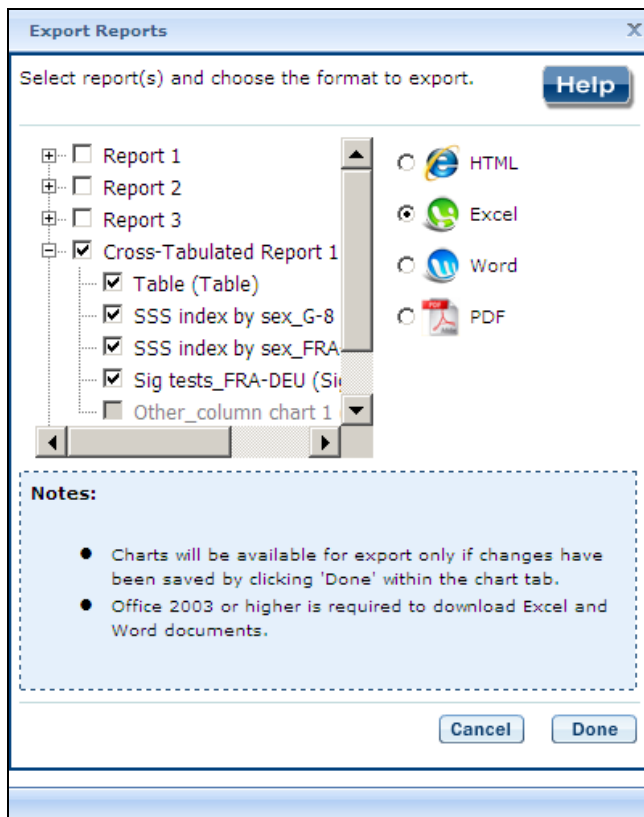 Export Reports X
Select report(s) and choose the format to export.
Help
Report 1
Report 2
Report 3
Cross-Tabulated Report 1
Table (Table)
SSS index by sex_G-8
SSS index by sex_FRA-
Sig tests_FRA-DEU (Si
Other_column chart 1 (
HTML
Excel
Word
PDF
Notes:
Charts will be available for export only if changes have
been saved by clicking 'Done' within the chart tab.
Office 2003 or higher is required to download Excel and
Word documents.
Cancel Done